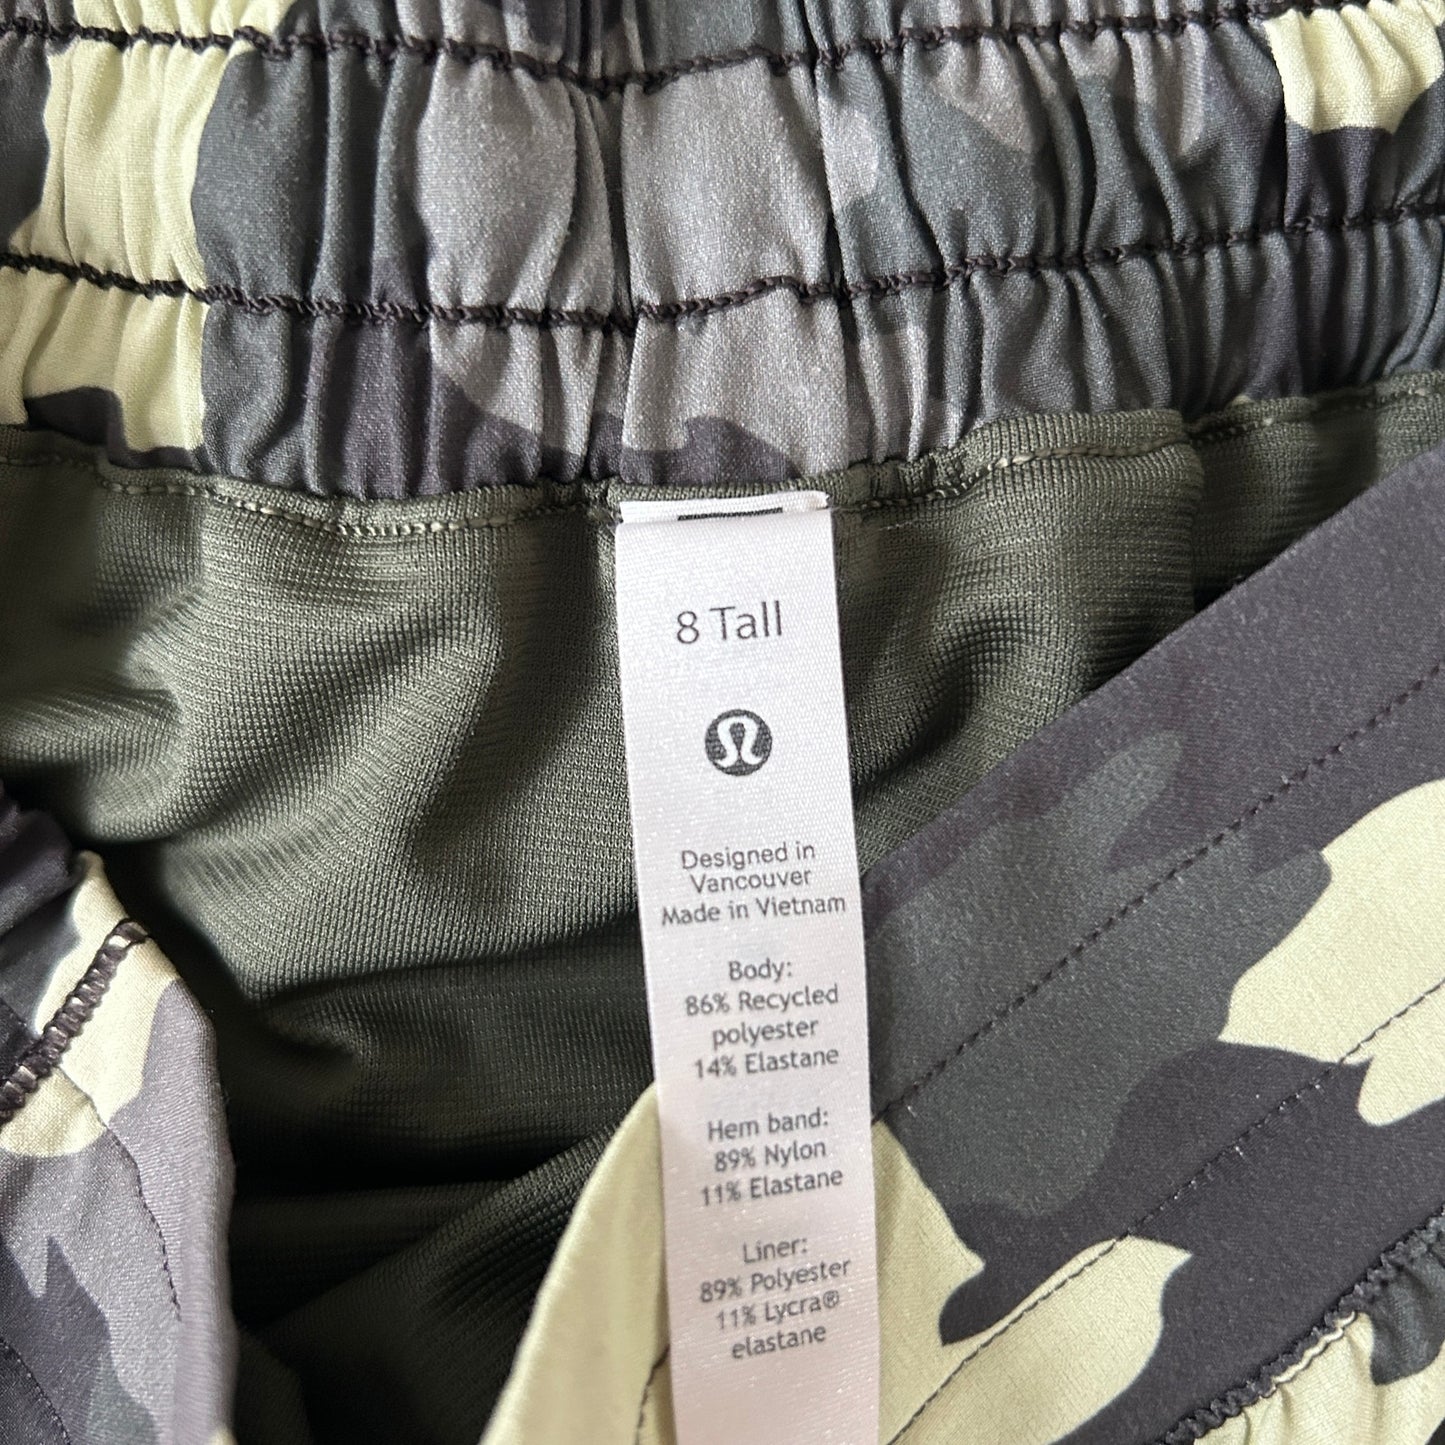 8 Tall
Designed in
Vancouver
Made in Vietnam
Body:
86% Recycled
polyester
14% Elastane
Hem band:
89% Nylon
11% Elastane
Liner:
89% Polyester
11% Lycra®
elastane